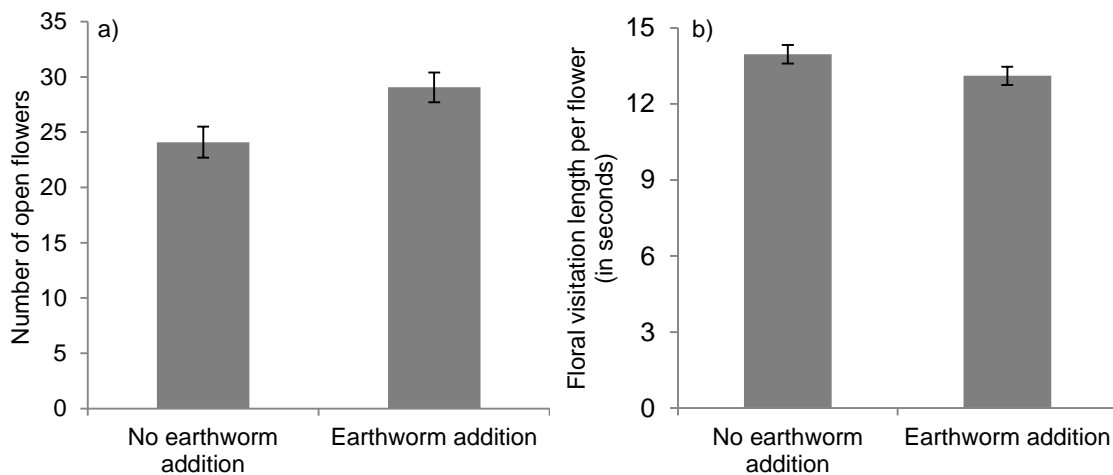 a)
Number of open flowers
35
30
25
20
15
10
5
0
No earthworm
addition
Earthworm addition
b)
Floral visitation length per flower
(in seconds)
15
12
9
6
3
0
No earthworm
addition
Earthworm addition